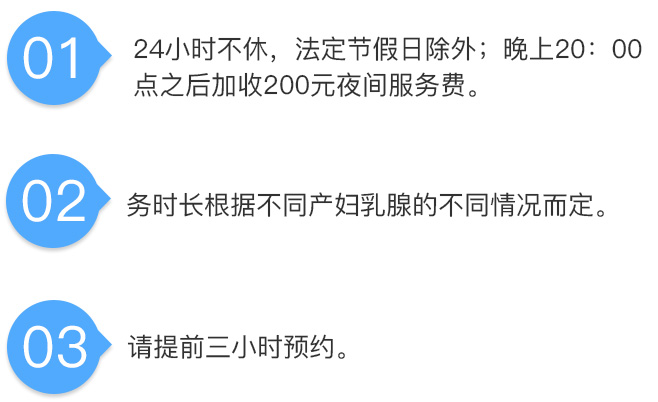 01
24小时不休，法定节假日除外；晚上20：00
点之后加收200元夜间服务费。
02
务时长根据不同产妇乳腺的不同情况而定。
03
请提前三小时预约。